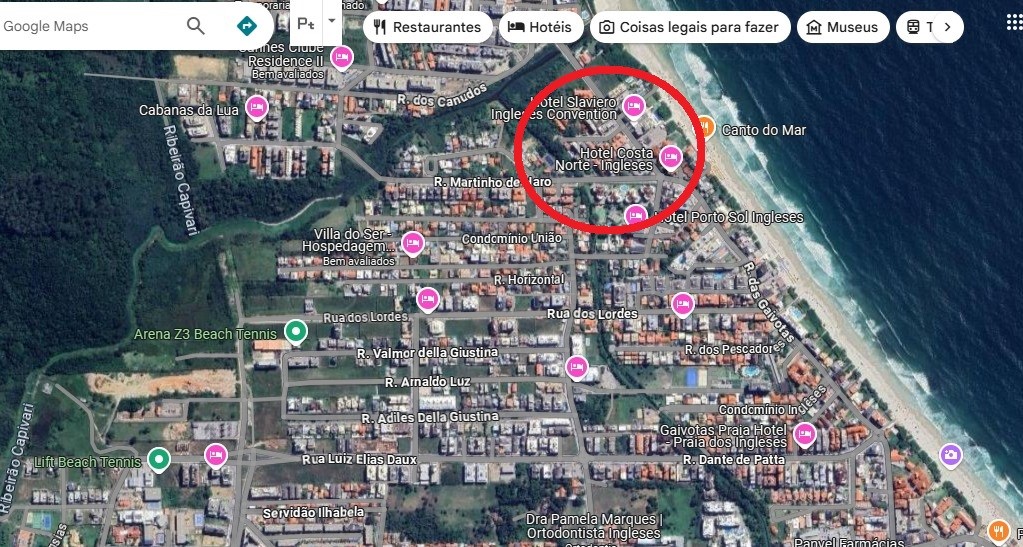 Google Maps
Pt
Restaurantes
Hotéis
Coisas legais para fazer
Museus
T
Residence II
Bem avaliados
R. dos Canudos
Cabanas da Lua
Hotel Slaviero
Ingleses Convention
Canto do Mar
Hotel Costa
Norte - Ingleses
Ribeirão Capivari
R. Martinho de Haro
Hotel Porto Sol Ingleses
Villa do Ser -
Hospedagem...
Bem avaliados
Condomínio União
R. Horizontal
R. das Gaivotas
Rua dos Lordes
Rua dos Lordes
Arena Z3 Beach Tennis
R. Valmor della Giustina
R. dos Pescadores
R. Arnaldo Luz
R. Adiles Della Giustina
Condomínio Ingleses
Gaivotas Praia Hotel
- Praia dos Ingleses
Ribeirão Capivari
Lift Beach Tennis
Rua Luiz Elias Daux
R. Dante de Patta
Servidão Ilhabela
Dra Pamela Marques |
Ortodontista Ingleses
Panvel Farmácias